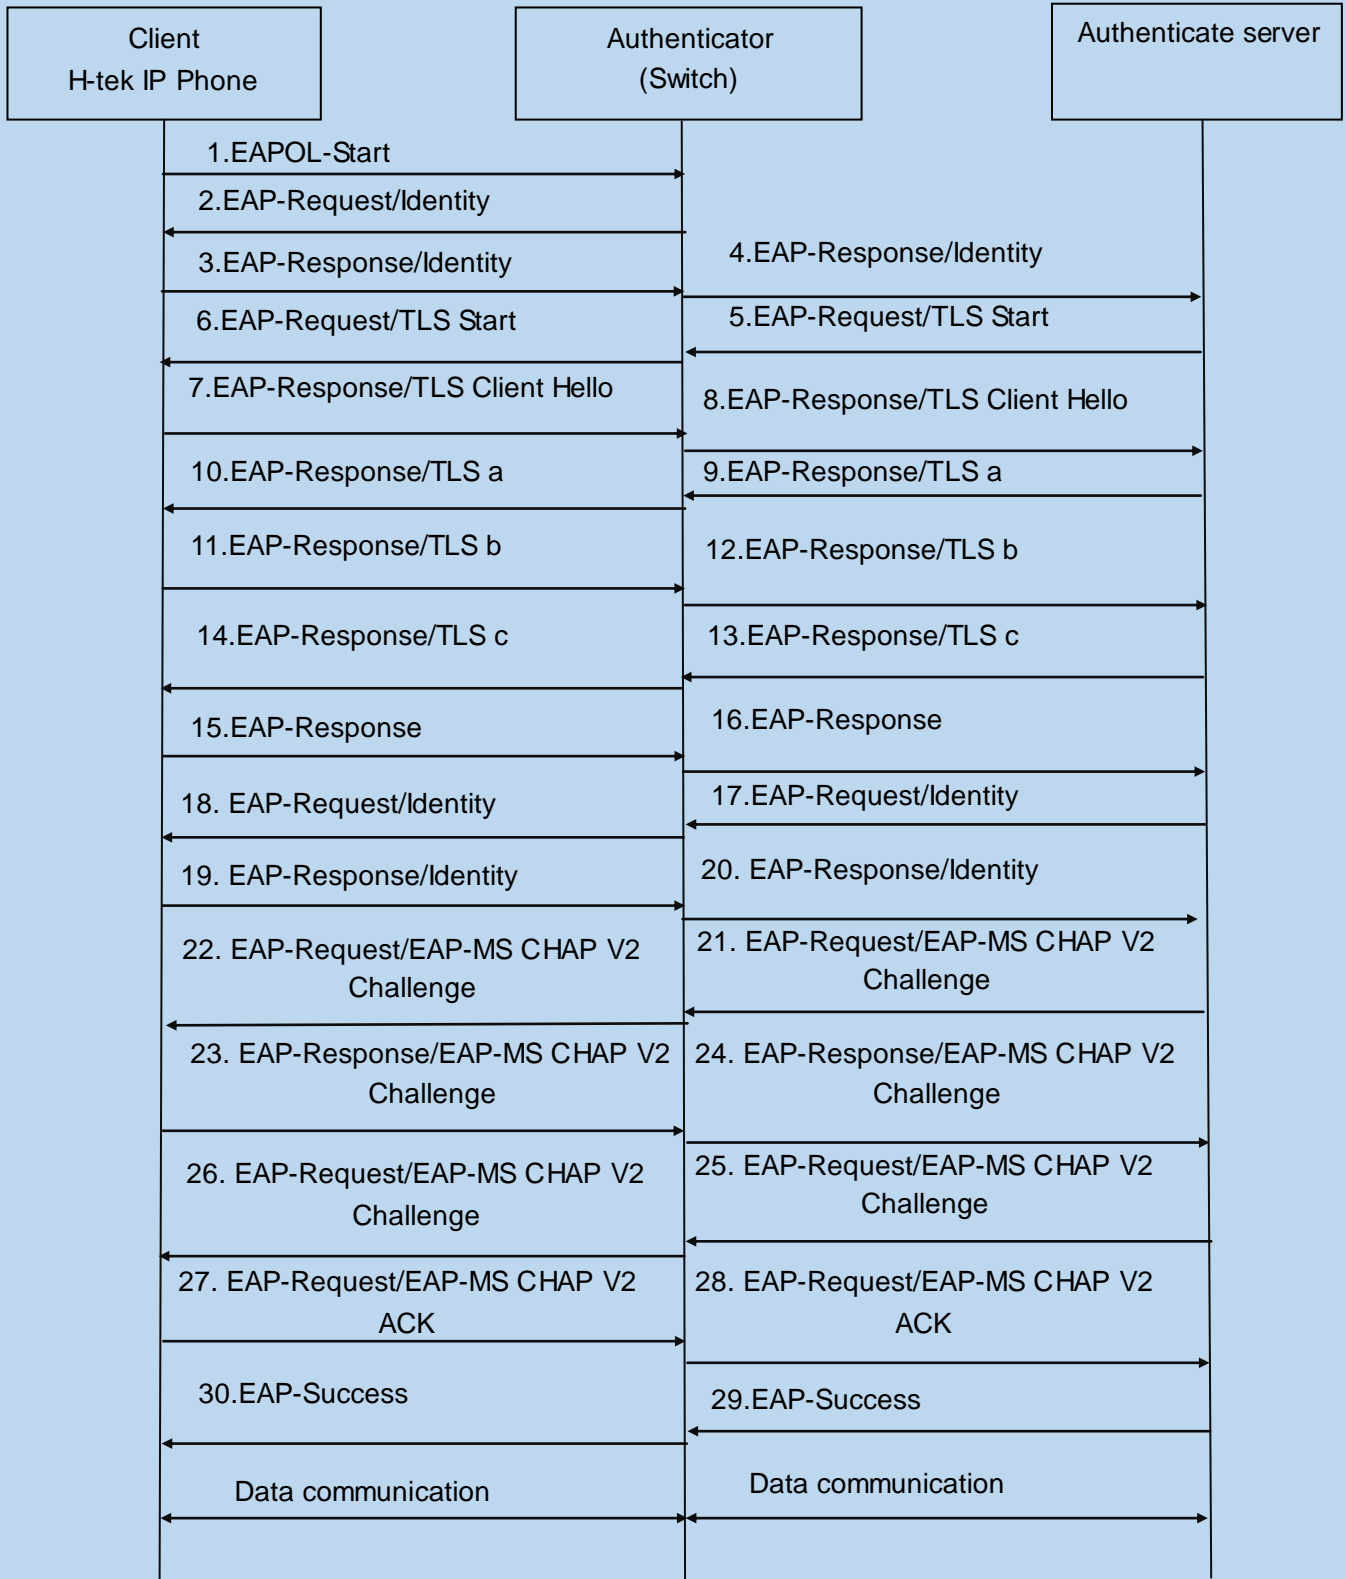 Client
H-tek IP Phone
Authenticator
(Switch)
Authenticate server
1.EAPOL-Start
2.EAP-Request/Identity
3.EAP-Response/Identity
4.EAP-Response/Identity
6.EAP-Request/TLS Start
5.EAP-Request/TLS Start
7.EAP-Response/TLS Client Hello
8.EAP-Response/TLS Client Hello
10.EAP-Response/TLS a
9.EAP-Response/TLS a
11.EAP-Response/TLS b
12.EAP-Response/TLS b
14.EAP-Response/TLS c
13.EAP-Response/TLS c
15.EAP-Response
16.EAP-Response
18. EAP-Request/Identity
17.EAP-Request/Identity
19. EAP-Response/Identity
20. EAP-Response/Identity
22. EAP-Request/EAP-MS CHAP V2
Challenge
21. EAP-Request/EAP-MS CHAP V2
Challenge
23. EAP-Response/EAP-MS CHAP V2
Challenge
24. EAP-Response/EAP-MS CHAP V2
Challenge
26. EAP-Request/EAP-MS CHAP V2
Challenge
25. EAP-Request/EAP-MS CHAP V2
Challenge
27. EAP-Request/EAP-MS CHAP V2
ACK
28. EAP-Request/EAP-MS CHAP V2
ACK
30.EAP-Success
29.EAP-Success
Data communication
Data communication